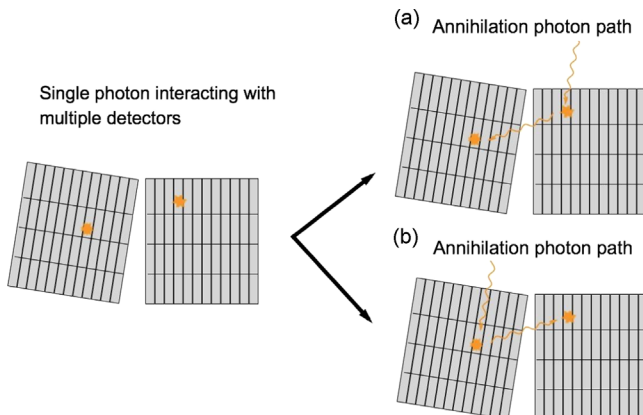 Single photon interacting with
multiple detectors
(a)
Annihilation photon path
(b)
Annihilation photon path